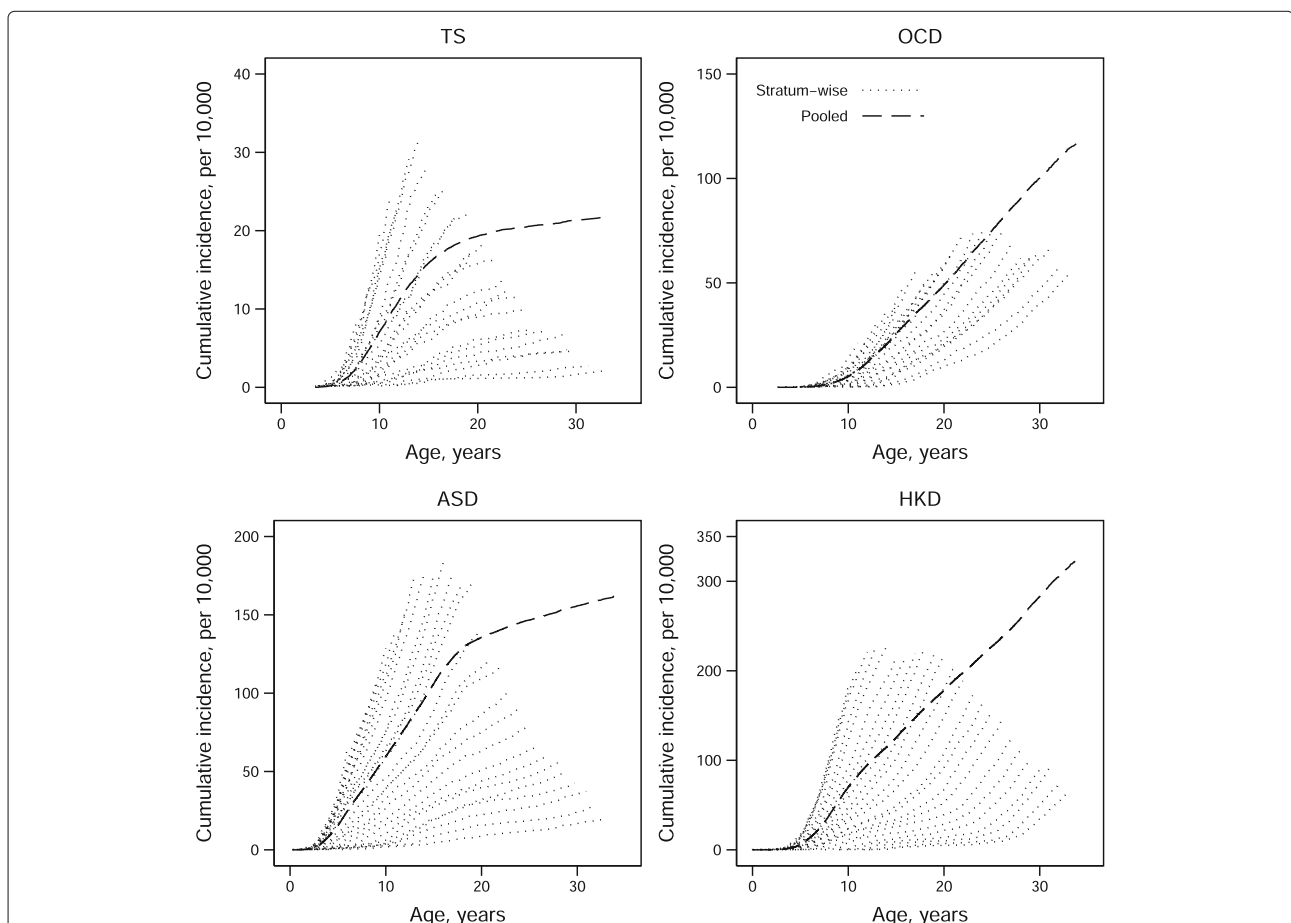 TS
Cumulative incidence, per 10,000
40
30
20
10
0
0 10 20 30
Age, years
OCD
Cumulative incidence, per 10,000
Stratum−wise
Pooled
150
100
50
0
0 10 20 30
Age, years
ASD
Cumulative incidence, per 10,000
200
150
100
50
0
0 10 20 30
Age, years
HKD
Cumulative incidence, per 10,000
350
300
200
100
0
0 10 20 30
Age, years